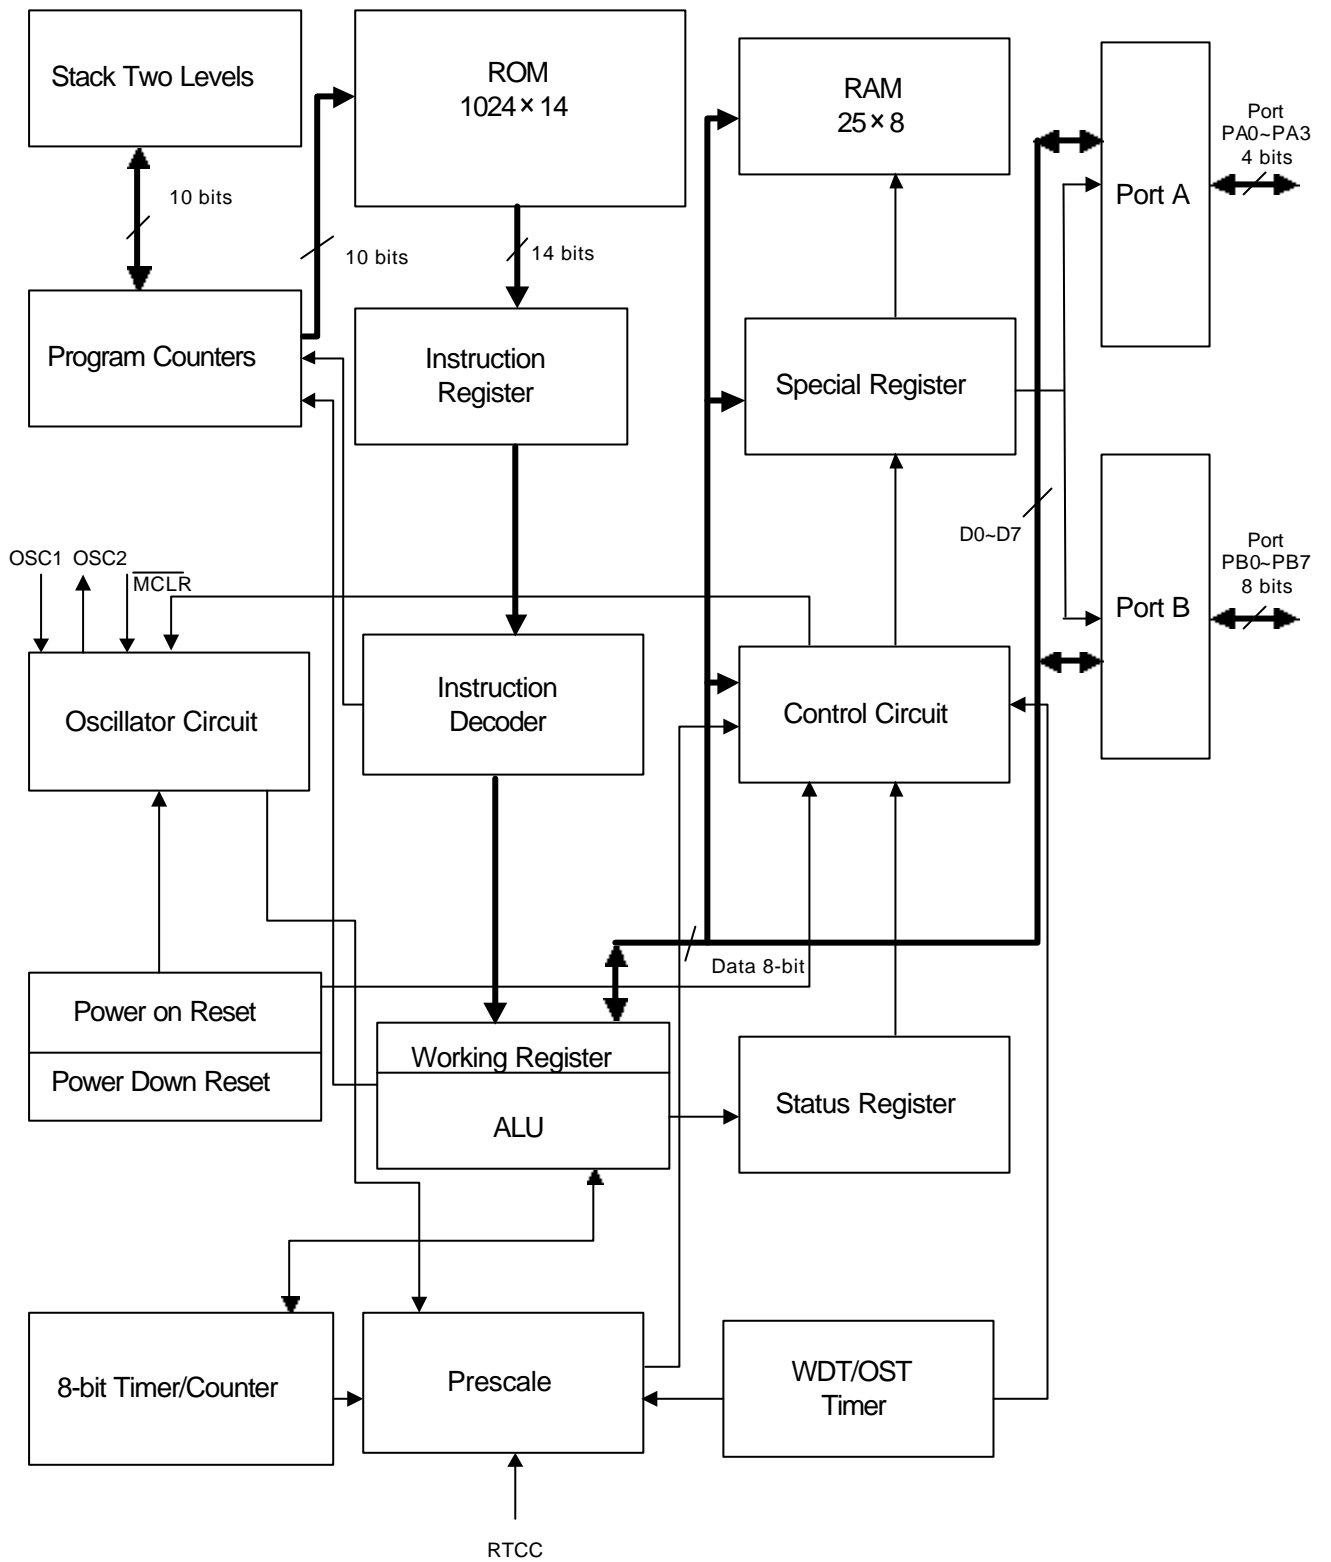 Stack Two Levels
ROM
1024×14
RAM
25×8
Port
PA0~PA3
4 bits
Port A
10 bits
10 bits
14 bits
Program Counters
Instruction
Register
Special Register
D0~D7
Port
PB0~PB7
8 bits
Port B
OSC1
OSC2
MCLR
Oscillator Circuit
Instruction
Decoder
Control Circuit
Data 8-bit
Power on Reset
Power Down Reset
Working Register
ALU
Status Register
8-bit Timer/Counter
Prescale
WDT/OST
Timer
RTCC